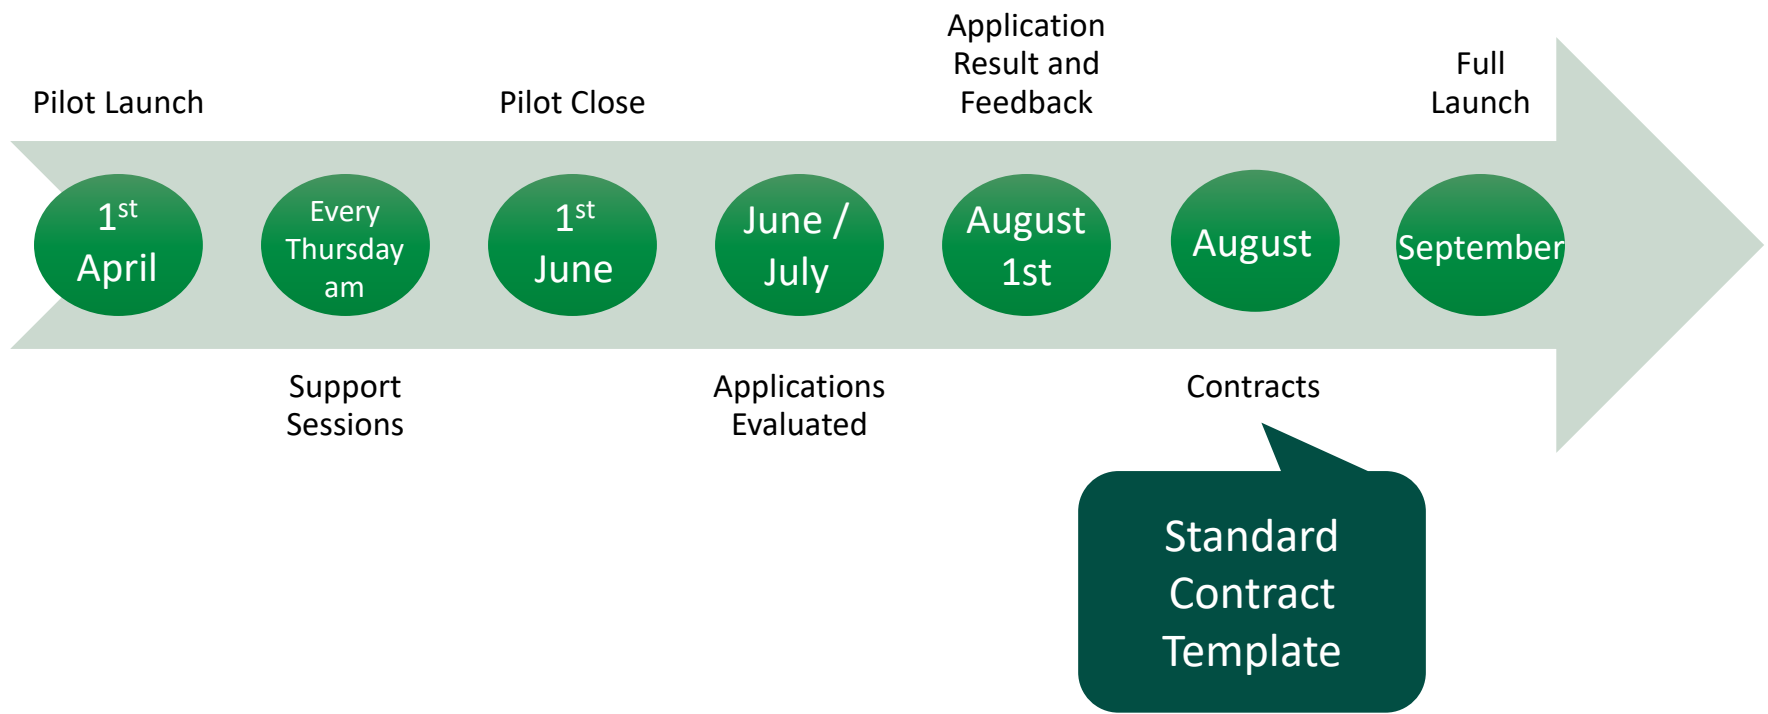 Pilot Launch
1st
April
Every
Thursday
am
Support
Sessions
Pilot Close
1st
June
June /
July
Applications
Evaluated
Application
Result and
Feedback
August
1st
August
Contracts
Standard
Contract
Template
Full
Launch
September